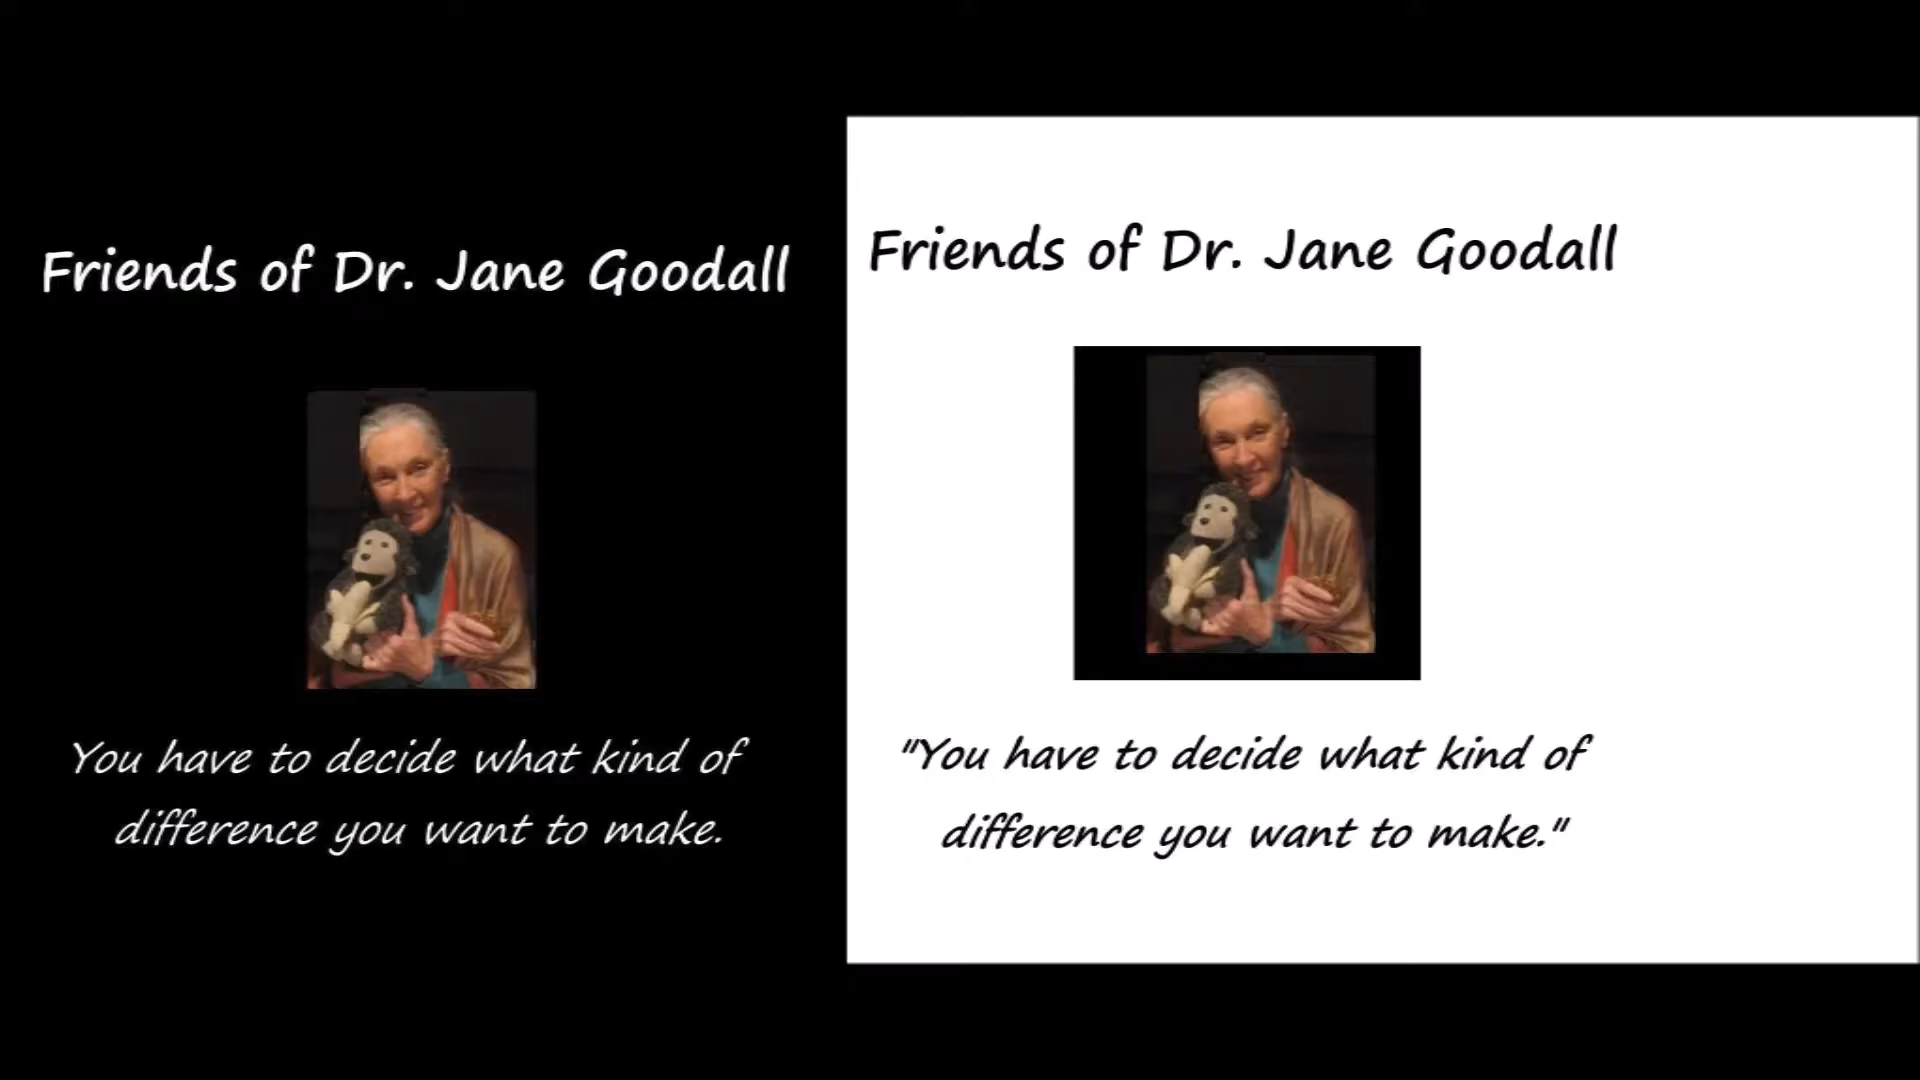 Friends of Dr. Jane Goodall
You have to decide what kind of
difference you want to make.
Friends of Dr. Jane Goodall
"You have to decide what kind of
difference you want to make."